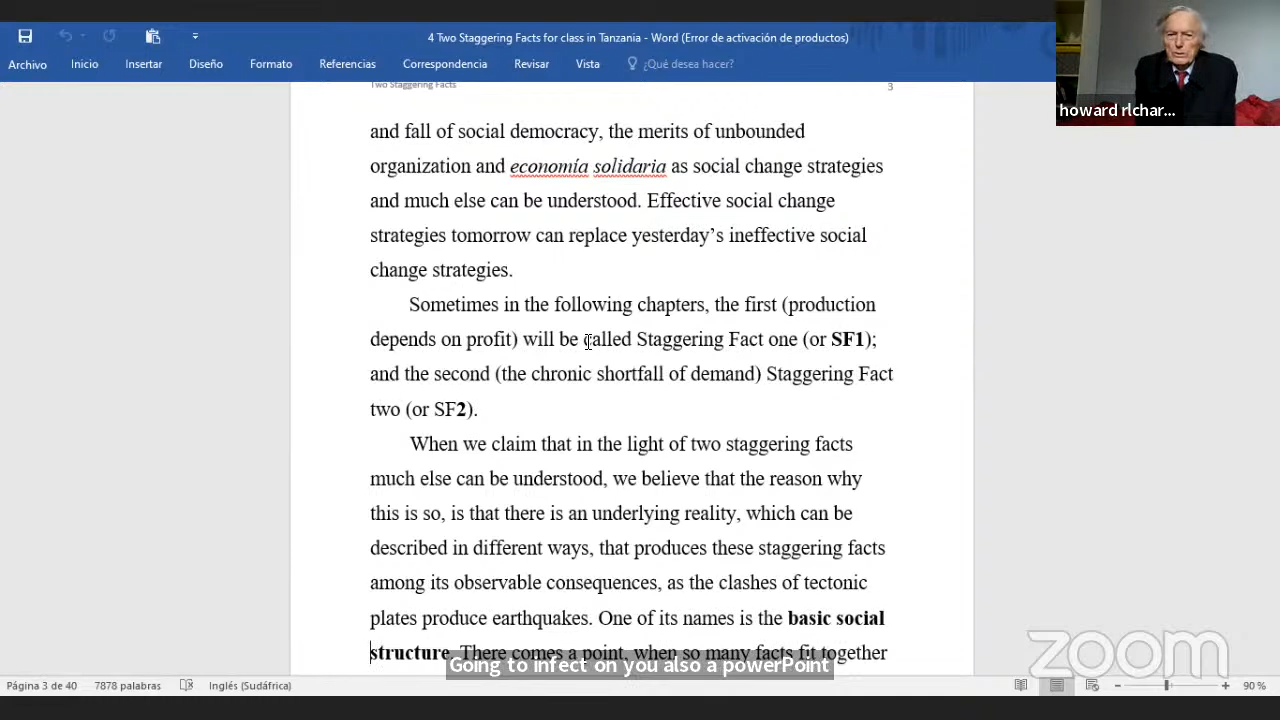 4 Two Staggering Facts for class in Tanzania - Word (Error de activación de productos)
Archivo Inicio Insertar Diseño Formato Referencias Correspondencia Revisar Vista ¿Qué desea hacer?
howard rlchar...
Two Staggering Facts 3
and fall of social democracy, the merits of unbounded
organization and economía solidaria as social change strategies
and much else can be understood. Effective social change
strategies tomorrow can replace yesterday’s ineffective social
change strategies.
Sometimes in the following chapters, the first (production
depends on profit) will be called Staggering Fact one (or SF1);
and the second (the chronic shortfall of demand) Staggering Fact
two (or SF2).
When we claim that in the light of two staggering facts
much else can be understood, we believe that the reason why
this is so, is that there is an underlying reality, which can be
described in different ways, that produces these staggering facts
among its observable consequences, as the clashes of tectonic
plates produce earthquakes. One of its names is the basic social
structure. There comes a point, when so many facts fit together
Going to infect on you also a powerPoint
zoom
Página 3 de 40 7878 palabras Inglés (Sudáfrica) 90 %